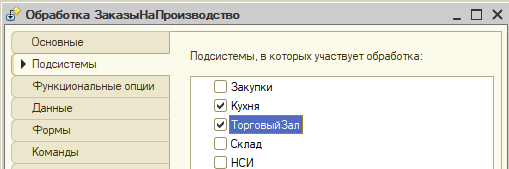 Обработка ЗаказыНаПроизводство
Основные
Подсистемы
Функциональные опции
Данные
Формы
Команды
Подсистемы, в которых участвует обработка:
Закупки
Кухня
ТорговыйЗал
Склад
НСИ